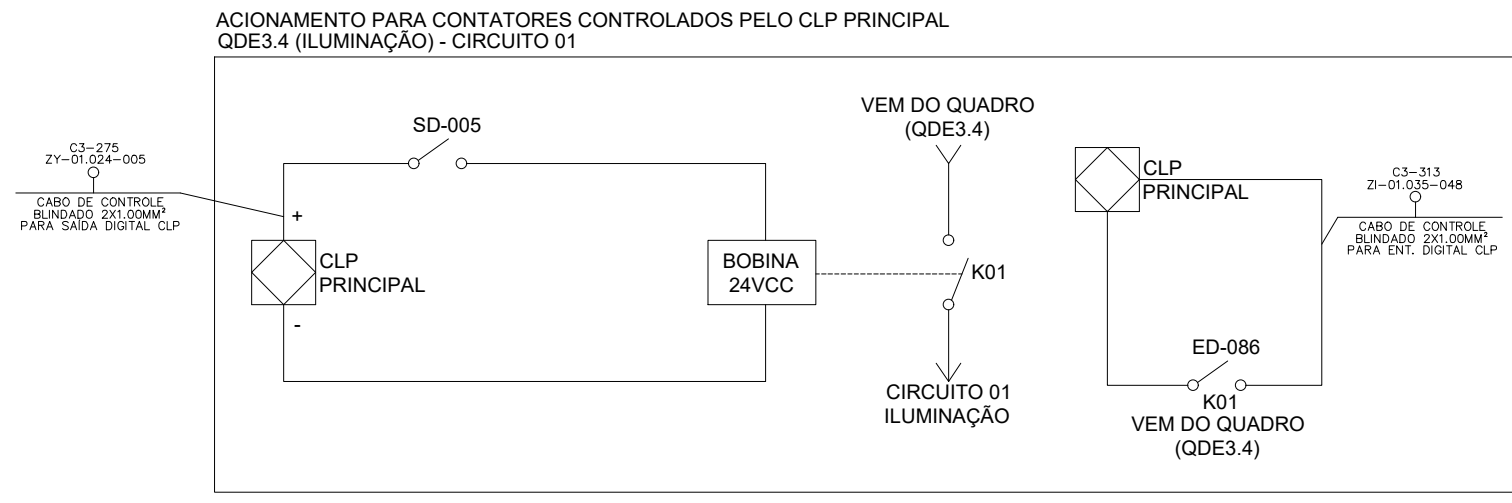 ACIONAMENTO PARA CONTATORES CONTROLADOS PELO CLP PRINCIPAL
QDE3.4 (ILUMINAÇÃO) - CIRCUITO 01
C3-275
ZY-01.024-005
CABO DE CONTROLE
BLINDADO 2X1.00MM²
PARA SAÍDA DIGITAL CLP
SD-005
+
CLP
PRINCIPAL
-
BOBINA
24VCC
VEM DO QUADRO
(QDE3.4)
K01
CIRCUITO 01
ILUMINAÇÃO
CLP
PRINCIPAL
C3-313
ZI-01.035-048
CABO DE CONTROLE
BLINDADO 2X1.00MM²
PARA ENT. DIGITAL CLP
ED-086
K01
VEM DO QUADRO
(QDE3.4)